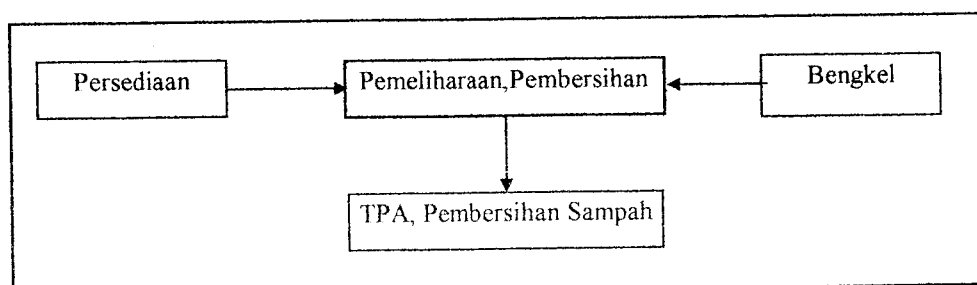 Persediaan
Pemeliharaan,Pembersihan
Bengkel
TPA, Pembersihan Sampah